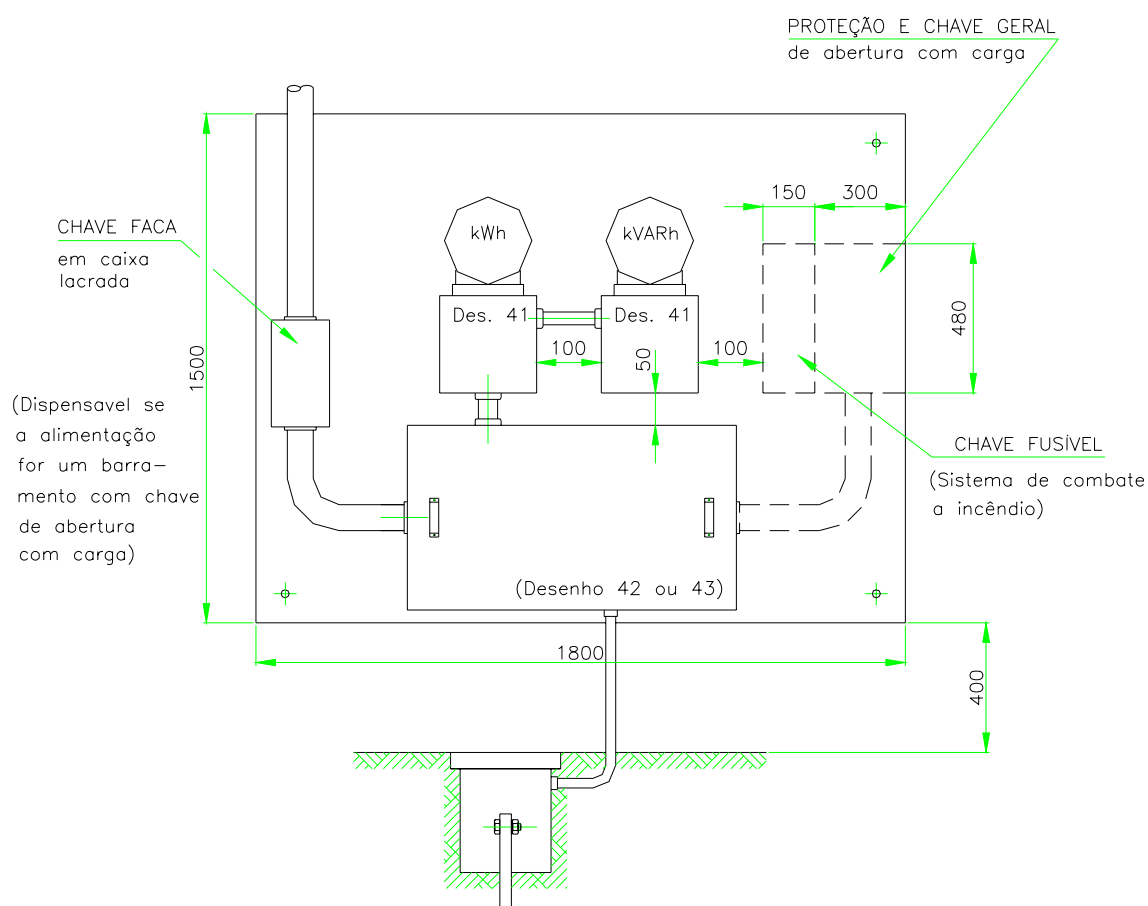 PROTEÇÃO E CHAVE GERAL
de abertura com carga
150
300
CHAVE FACA
em caixa
lacrada
kWh
kVARh
Des. 41
Des. 41
100
50
100
480
1500
(Dispensavel se
a alimentação
for um barra-
mento com chave
de abertura
com carga)
CHAVE FUSÍVEL
(Sistema de combate
a incêndio)
(Desenho 42 ou 43)
1800
400